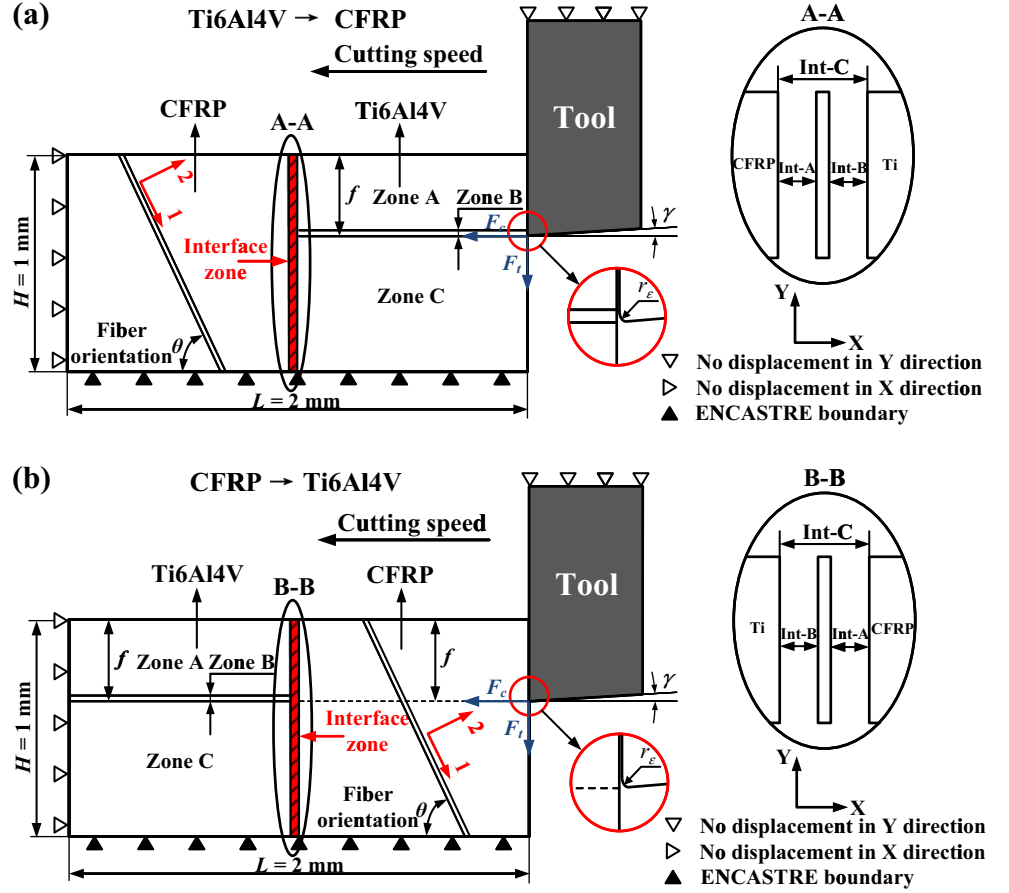 (a)
Ti6Al4V → CFRP
Cutting speed
CFRP
A-A
Ti6Al4V
Tool
2
1
f
Zone A
Zone B
F_c
F_t
γ
H = 1 mm
Interface
zone
Zone C
r_ε
Fiber
orientation
θ
L = 2 mm
A-A
Int-C
CFRP
Int-A
Int-B
Ti
Y
X
No displacement in Y direction
No displacement in X direction
ENCASTRE boundary
(b)
CFRP → Ti6Al4V
Cutting speed
Ti6Al4V
B-B
CFRP
Tool
f
Zone A
Zone B
f
F_c
F_t
γ
H = 1 mm
Zone C
Interface
zone
2
1
r_ε
Fiber
orientation
θ
L = 2 mm
B-B
Int-C
Ti
Int-B
Int-A
CFRP
Y
X
No displacement in Y direction
No displacement in X direction
ENCASTRE boundary